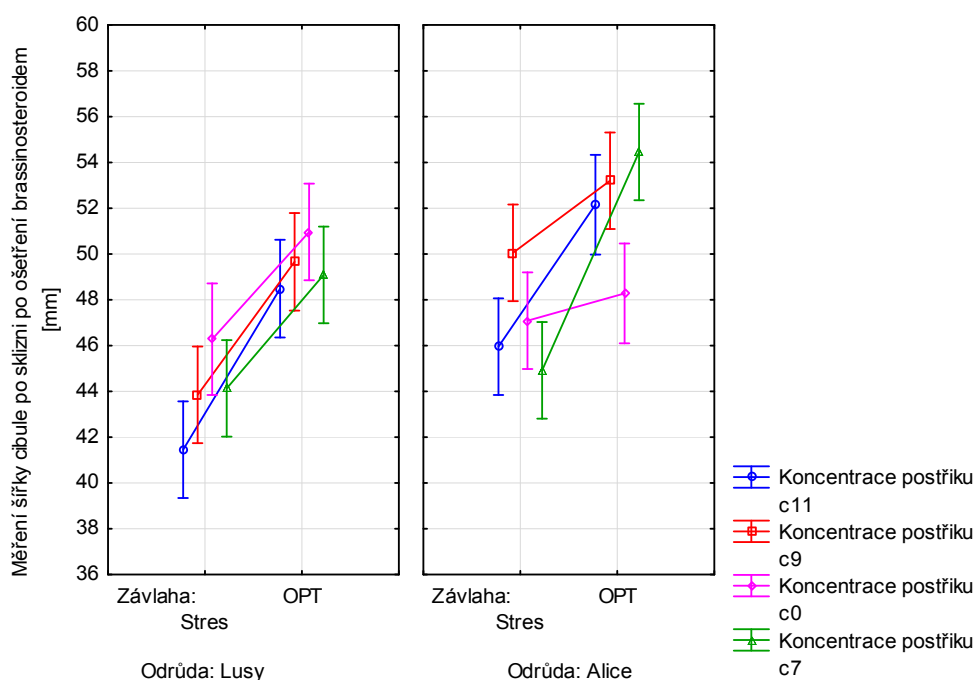 Měření šířky cibule po sklizni po ošetření brassinosteroidem
[mm]
60
58
56
54
52
50
48
46
44
42
40
38
36
Závlaha:
Stres
OPT
Odrůda: Lusy
Závlaha:
Stres
OPT
Odrůda: Alice
Koncentrace postřiku
c11
Koncentrace postřiku
c9
Koncentrace postřiku
c0
Koncentrace postřiku
c7